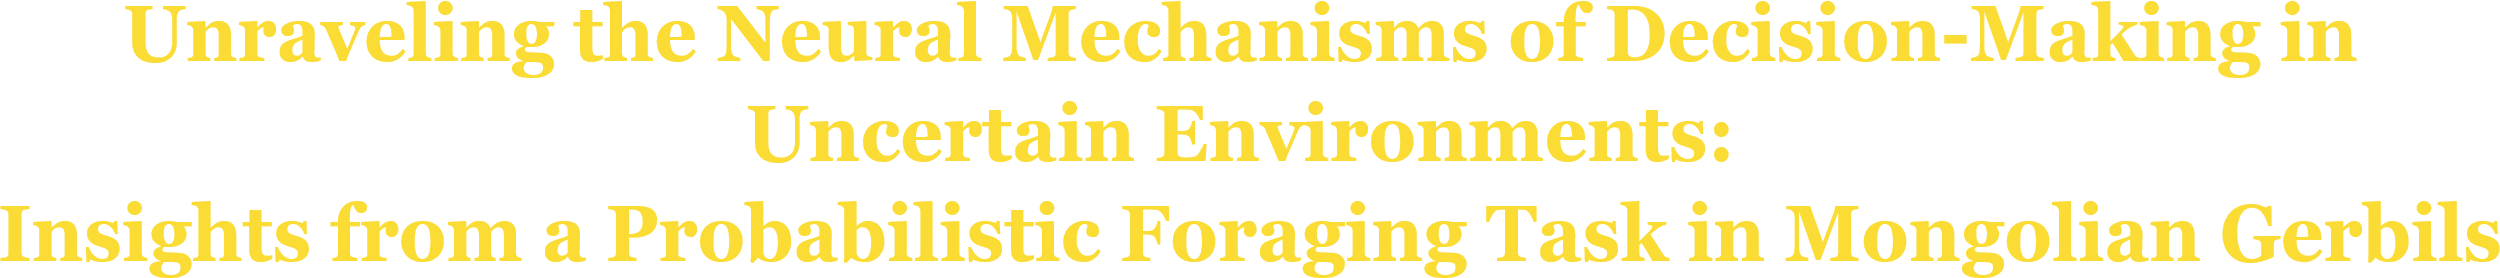 Unraveling the Neural Mechanisms of Decision-Making in
Uncertain Environments:
Insights from a Probabilistic Foraging Task in Mongolian Gerbils